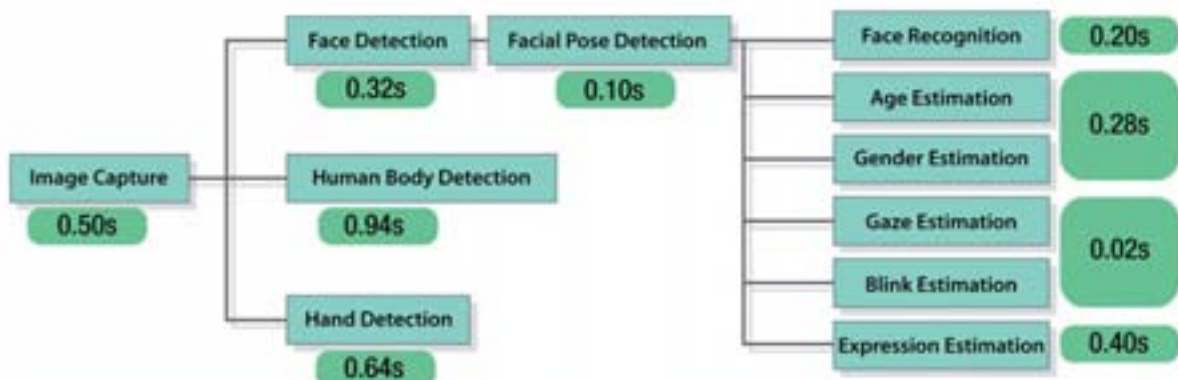 Face Detection
Facial Pose Detection
Face Recognition
0.20s
0.32s
0.10s
Age Estimation
0.28s
Gender Estimation
Image Capture
Human Body Detection
0.50s
0.94s
Gaze Estimation
0.02s
Blink Estimation
Hand Detection
0.64s
Expression Estimation
0.40s